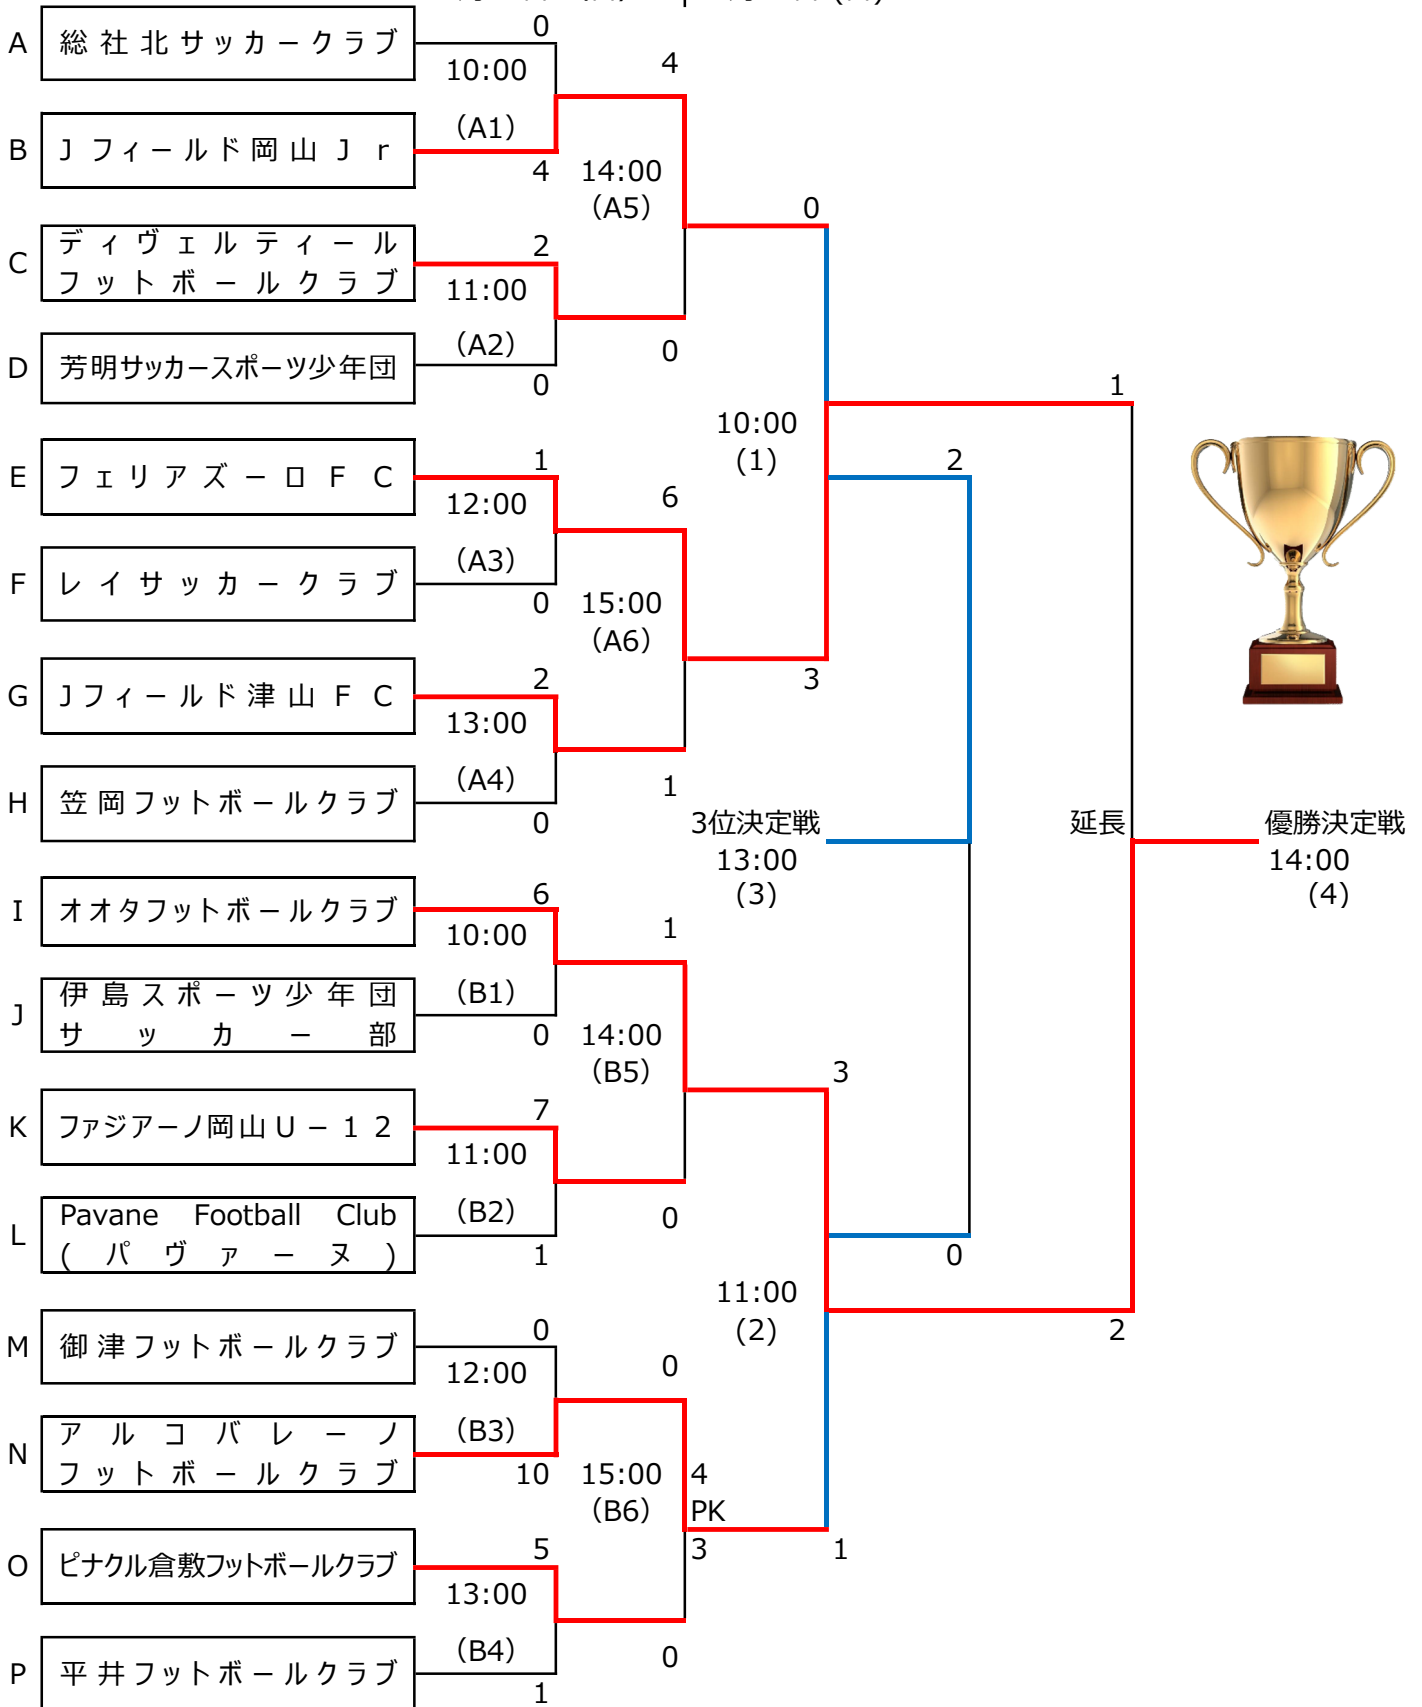 0
A 総社北サッカークラブ
10:00
4
(A1)
B Jフィールド岡山Jr
4
14:00
(A5)
0
C ディヴェルティール
フットボールクラブ
2
11:00
(A2)
0
D 芳明サッカースポーツ少年団
0
1
10:00
(1)
E フェリアズーロFC
1
2
12:00
6
(A3)
F レイサッカークラブ
0
15:00
(A6)
G Jフィールド津山FC
2
3
13:00
(A4)
1
H 笠岡フットボールクラブ
0
3位決定戦
13:00
(3)
延長
優勝決定戦
14:00
(4)
I オオタフットボールクラブ
6
10:00
1
(B1)
J 伊島スポーツ少年団
サッカー部
0
14:00
(B5)
3
K ファジアーノ岡山U-12
7
11:00
(B2)
0
L Pavane Football Club
(パヴァーヌ)
1
0
11:00
(2)
M 御津フットボールクラブ
0
2
12:00
0
(B3)
N アルコバレーノ
フットボールクラブ
10
15:00
(B6)
4
PK
3
1
O ピナクル倉敷フットボールクラブ
5
13:00
(B4)
0
P 平井フットボールクラブ
1